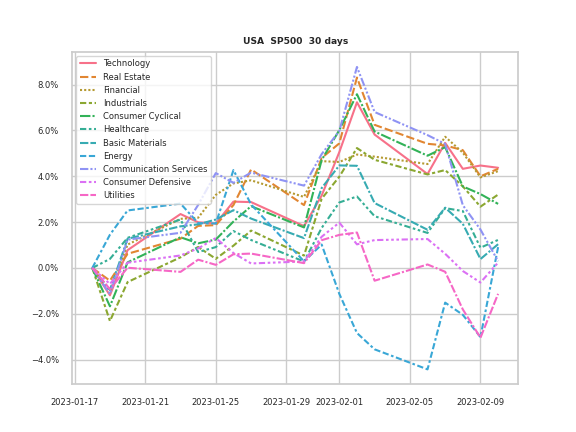 USA SP500 30 days
Technology
Real Estate
Financial
Industrials
Consumer Cyclical
Healthcare
Basic Materials
Energy
Communication Services
Consumer Defensive
Utilities
8.0%
6.0%
4.0%
2.0%
0.0%
−2.0%
−4.0%
2023-01-17 2023-01-21 2023-01-25 2023-01-29 2023-02-01 2023-02-05 2023-02-09